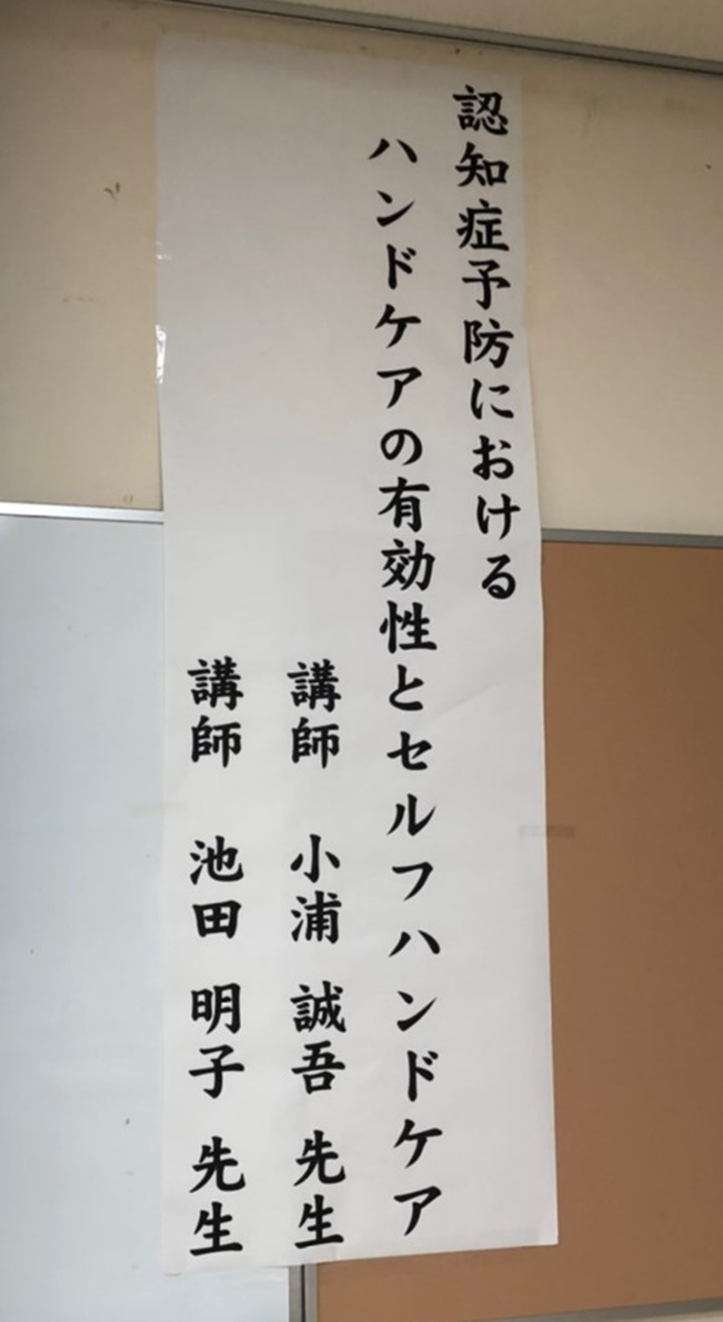 認知症予防における
ハンドケアの有効性とセルフハンドケア
講師 小浦 誠吾 先生
講師 池田 明子 先生